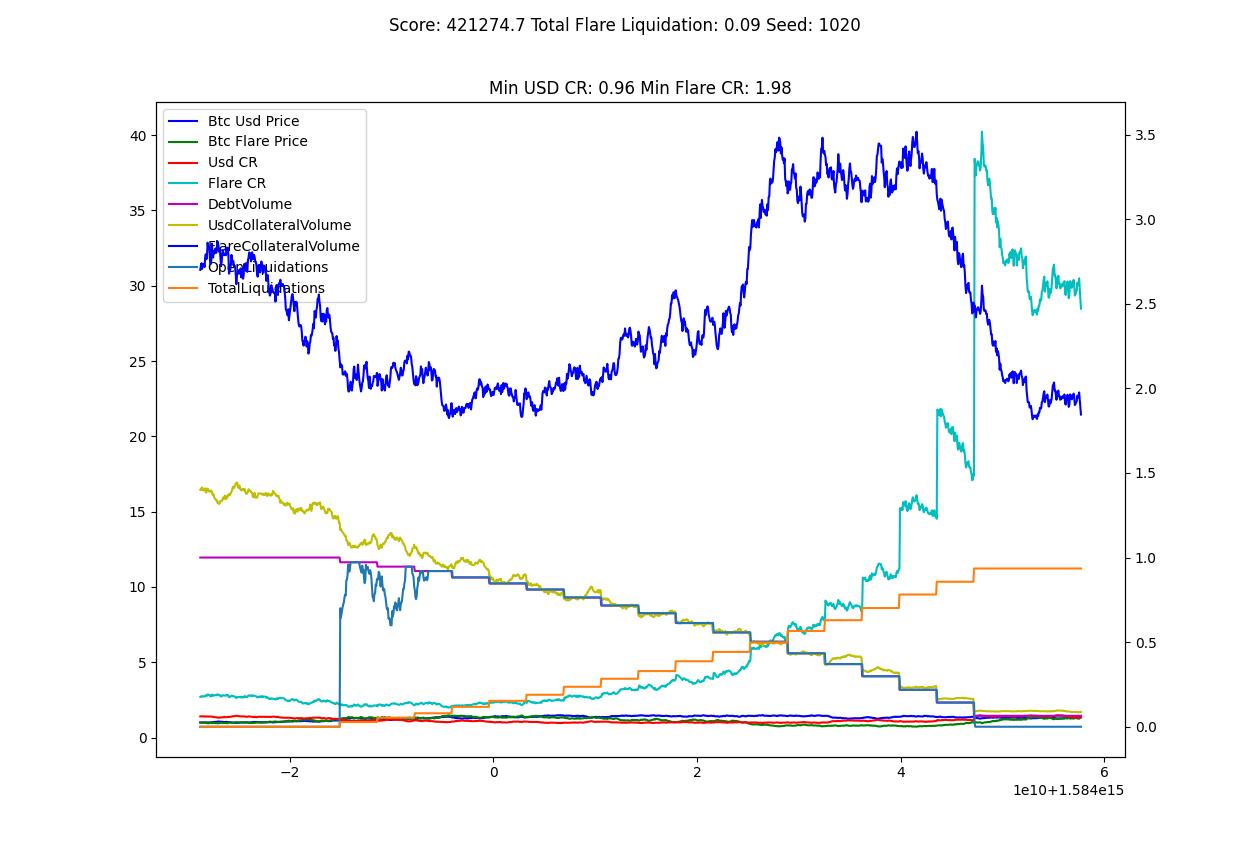 Score: 421274.7 Total Flare Liquidation: 0.09 Seed: 1020
Min USD CR: 0.96 Min Flare CR: 1.98
Btc Usd Price
Btc Flare Price
Usd CR
Flare CR
DebtVolume
UsdCollateralVolume
FlareCollateralVolume
OpenLiquidations
TotalLiquidations
40
35
30
25
20
15
10
5
0
3.5
3.0
2.5
2.0
1.5
1.0
0.5
0.0
−2
0
2
4
6
1e10+1.584e15